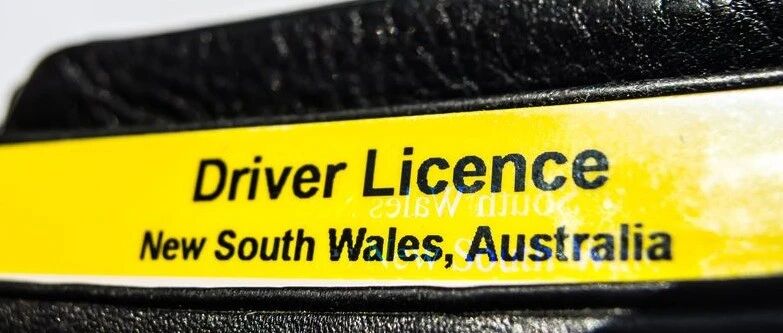 Driver Licence
New South Wales, Australia